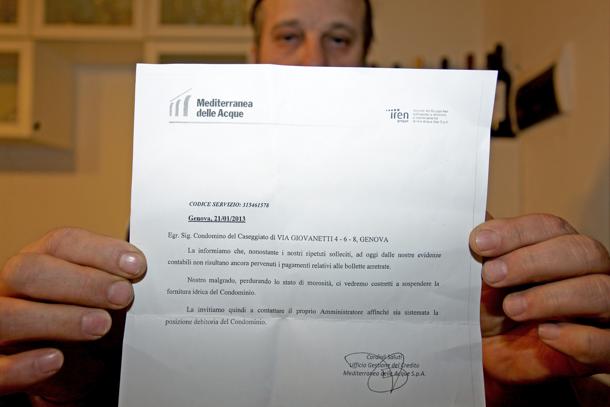 Mediterranea
delle Acque
iren
acque
CODICE SERVIZIO: 315461578
Genova, 21/01/2013
Egr. Sig. Condomino del Caseggiato di VIA GIOVANETTI 4 - 6 - 8, GENOVA
La informiamo che, nonostante i nostri ripetuti solleciti, ad oggi dalle nostre evidenze
contabili non risultano ancora pervenuti i pagamenti relativi alle bollette arretrate.
Nostro malgrado, perdurando lo stato di morosità, ci vedremo costretti a sospendere la
fornitura idrica del Condominio.
La invitiamo quindi a contattare il proprio Amministratore affinché sia sistemata la
posizione debitoria del Condominio.
Cordiali Saluti
Ufficio Gestione del Credito
Mediterranea delle Acque S.p.A.